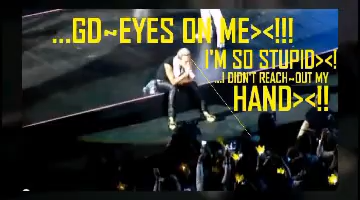 ...GD~EYES ON ME><!!!
I'M SO STUPID><!
....I DIDN'T REACH~OUT MY
HAND><!!